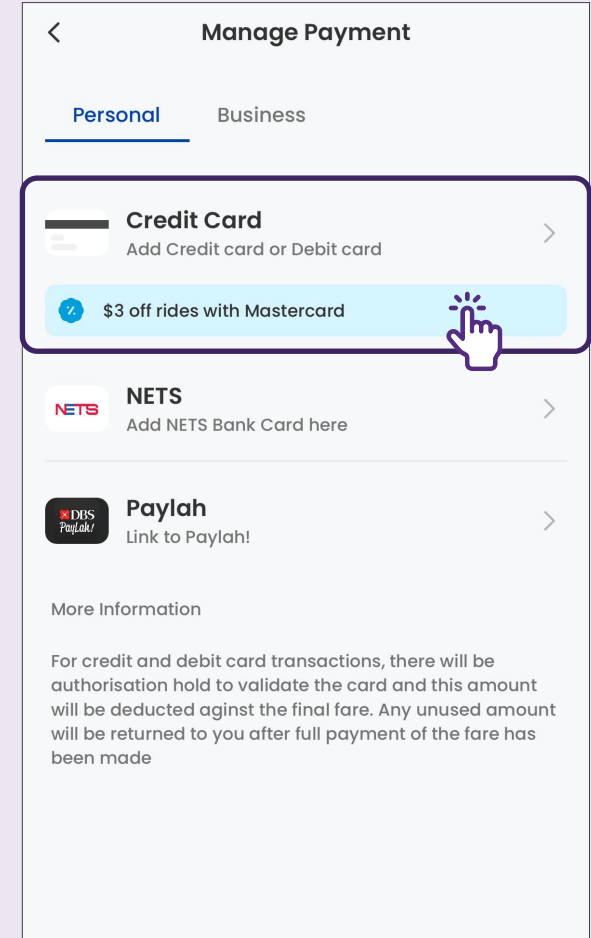 Manage Payment
Personal Business
Credit Card
Add Credit card or Debit card
$3 off rides with Mastercard
NETS
NETS
Add NETS Bank Card here
DBS
PayLah!
Paylah
Link to Paylah!
More Information
For credit and debit card transactions, there will be
authorisation hold to validate the card and this amount
will be deducted aginst the final fare. Any unused amount
will be returned to you after full payment of the fare has
been made